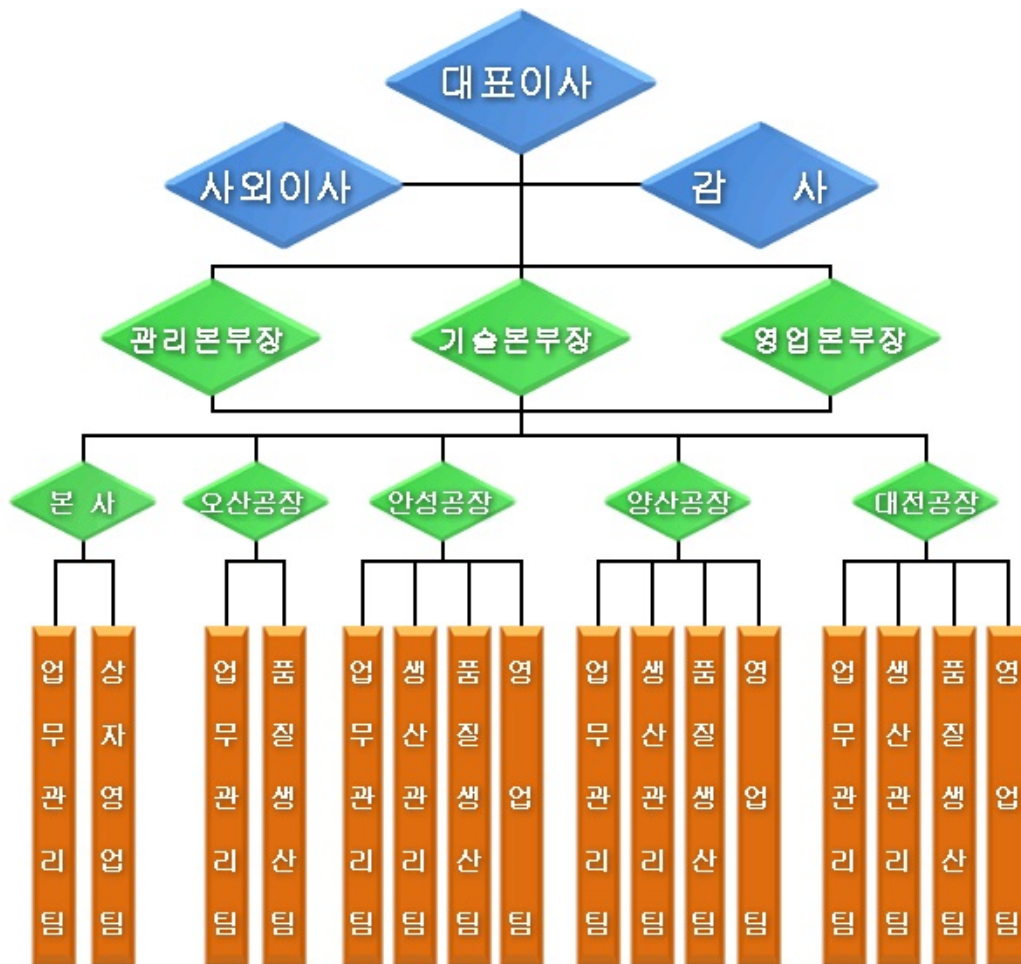 대표이사
사외이사
감 사
관리본부장
기술본부장
영업본부장
본 사
오산공장
안성공장
양산공장
대전공장
업무관리팀
상자영업팀
업무관리팀
품질생산팀
업무관리팀
생산관리팀
품질생산팀
영업팀
업무관리팀
생산관리팀
품질생산팀
영업팀
업무관리팀
생산관리팀
품질생산팀
영업팀